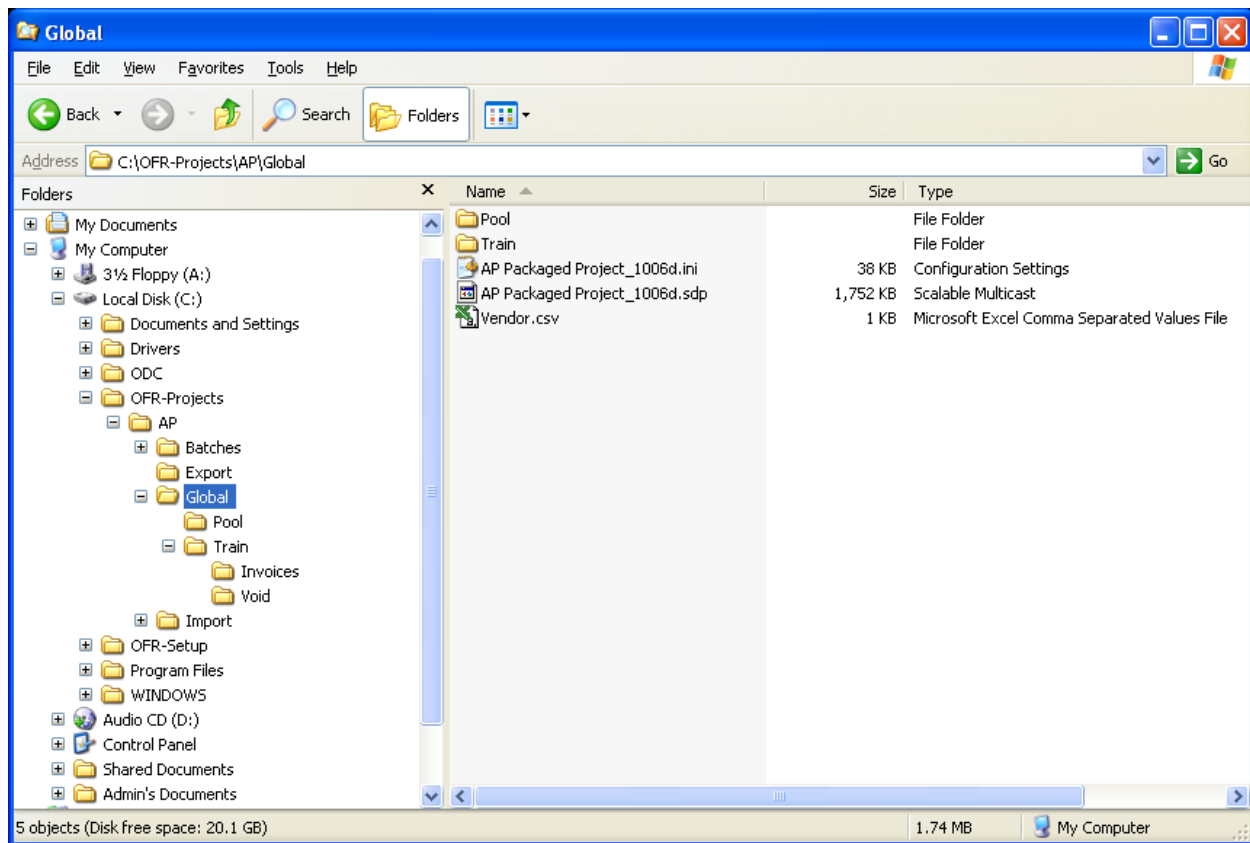 Global
File Edit View Favorites Tools Help
Back Search Folders
Address C:\OFR-Projects\AP\Global Go
Folders x Name Size Type
My Documents
My Computer
3½ Floppy (A:)
Local Disk (C:)
Documents and Settings
Drivers
ODC
OFR-Projects
AP
Batches
Export
Global
Pool
Train
Invoices
Void
Import
OFR-Setup
Program Files
WINDOWS
Audio CD (D:)
Control Panel
Shared Documents
Admin's Documents
Pool File Folder
Train File Folder
AP Packaged Project_1006d.ini 38 KB Configuration Settings
AP Packaged Project_1006d.sdp 1,752 KB Scalable Multicast
Vendor.csv 1 KB Microsoft Excel Comma Separated Values File
5 objects (Disk free space: 20.1 GB) 1.74 MB My Computer